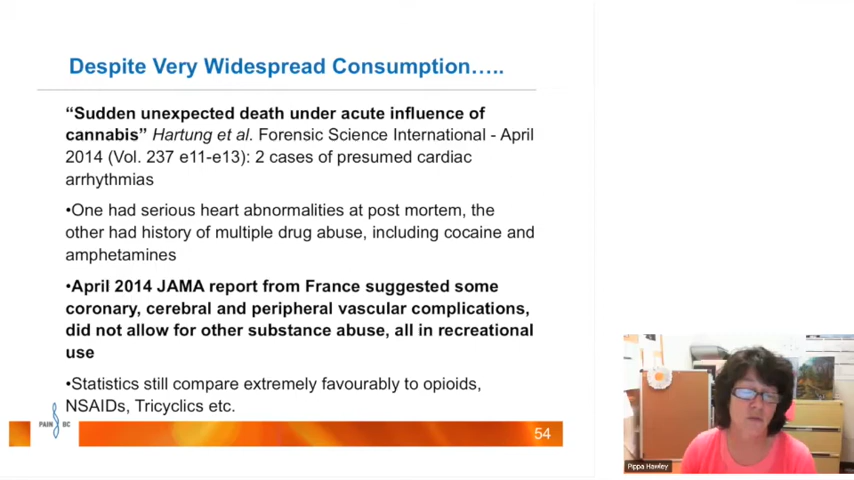 Despite Very Widespread Consumption…..
“Sudden unexpected death under acute influence of
cannabis” Hartung et al. Forensic Science International - April
2014 (Vol. 237 e11-e13): 2 cases of presumed cardiac
arrhythmias
•One had serious heart abnormalities at post mortem, the
other had history of multiple drug abuse, including cocaine and
amphetamines
•April 2014 JAMA report from France suggested some
coronary, cerebral and peripheral vascular complications,
did not allow for other substance abuse, all in recreational
use
•Statistics still compare extremely favourably to opioids,
NSAIDs, Tricyclics etc.
PAIN BC
54
Pippa Hawley